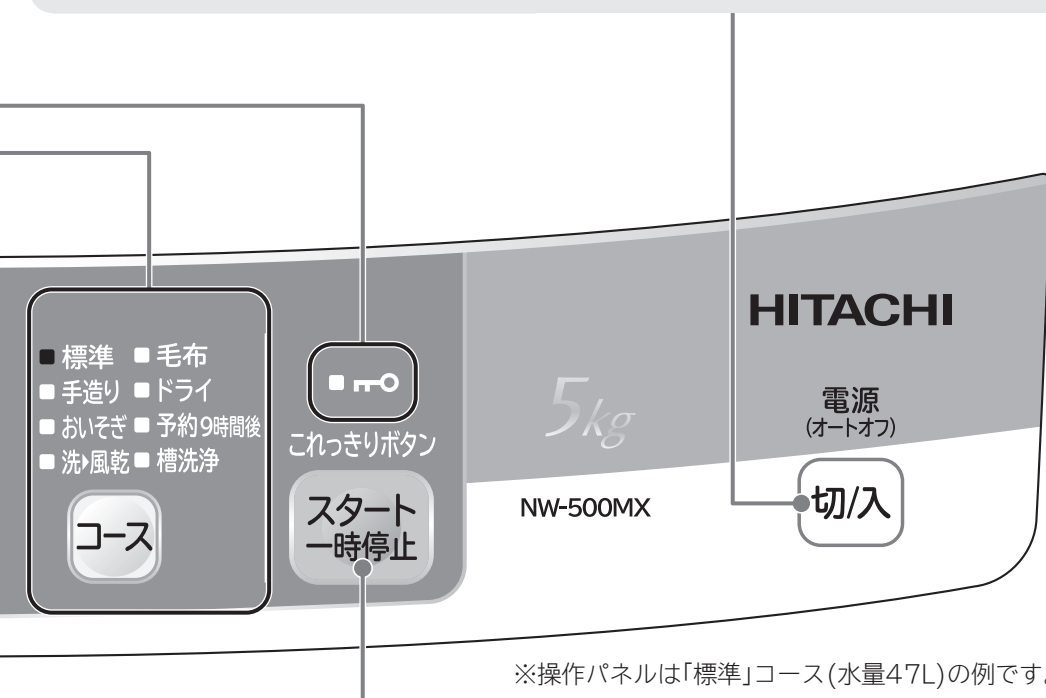 HITACHI
標準 毛布
手造り ドライ
おいそぎ 予約9時間後
洗▶風乾 槽洗浄
コース
これっきりボタン
スタート
一時停止
5kg
NW-500MX
電源
(オートオフ)
切/入
※操作パネルは「標準」コース(水量47L)の例です。